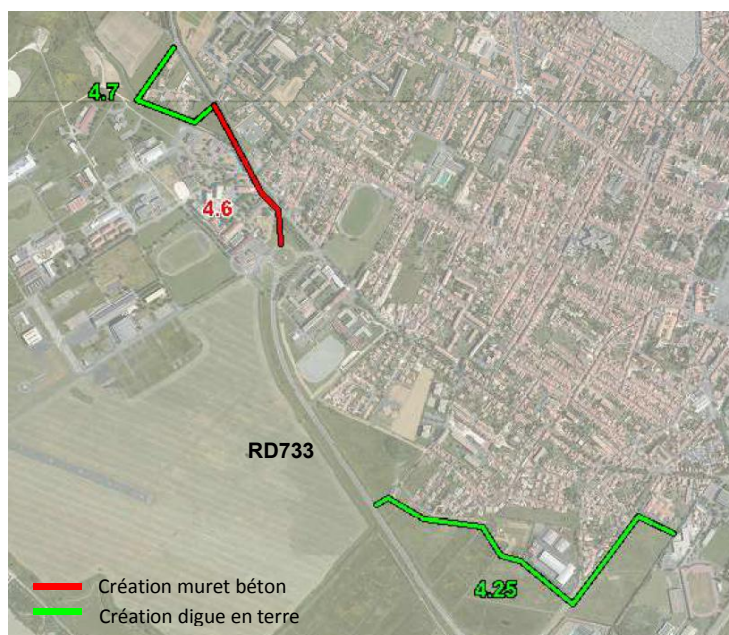 4.7
4.6
RD733
4.25
Création muret béton
Création digue en terre